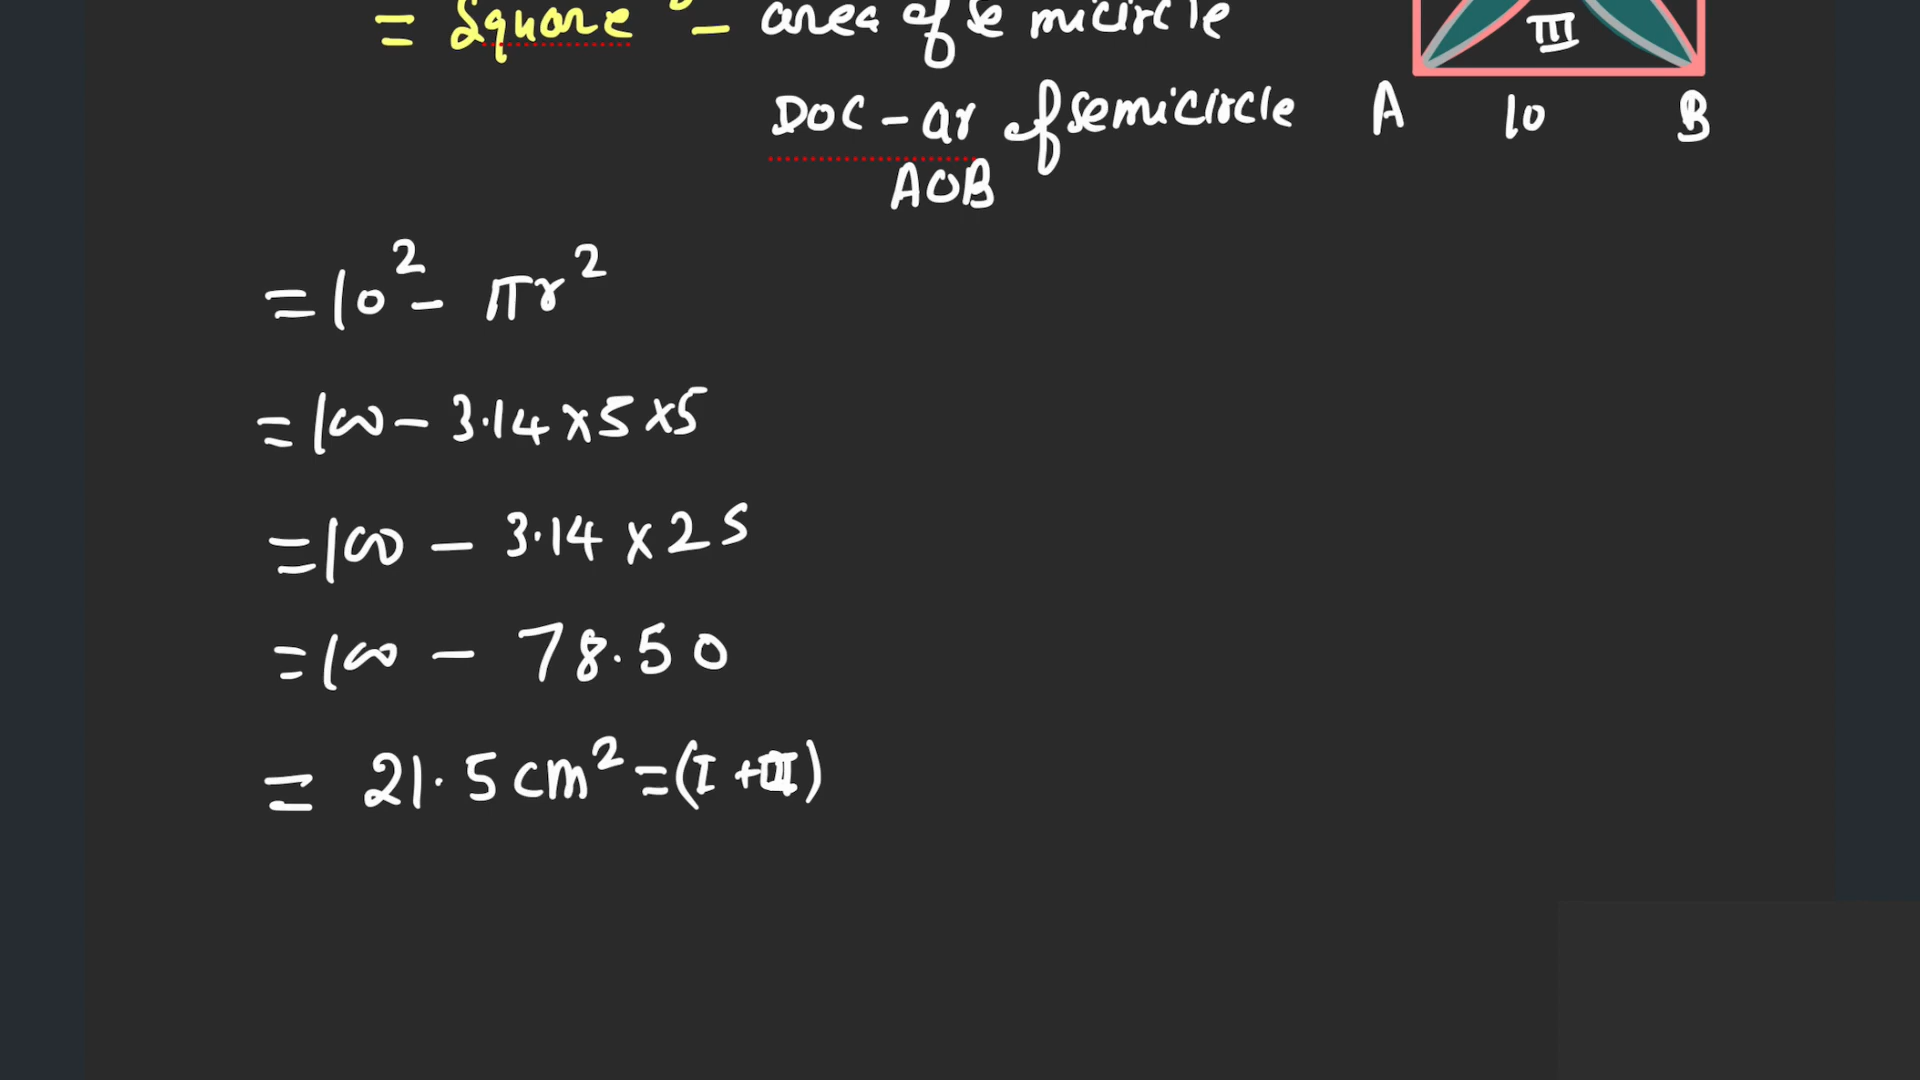 = Square - area of semicircle
III
DOC - ar of semicircle
A 10 B
AOB
= 10² - πr²
= 100 - 3.14 x 5 x 5
= 100 - 3.14 x 25
= 100 - 78.50
= 21.5 cm² = (I + III)